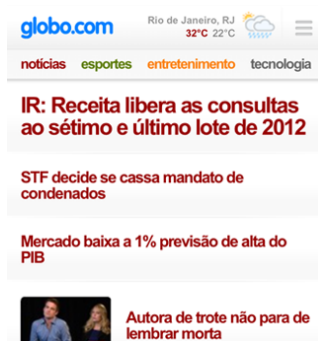 globo.com
Rio de Janeiro, RJ
32°C 22°C
notícias esportes entretenimento tecnologia
IR: Receita libera as consultas
ao sétimo e último lote de 2012
STF decide se cassa mandato de
condenados
Mercado baixa a 1% previsão de alta do
PIB
Autora de trote não para de
lembrar morta